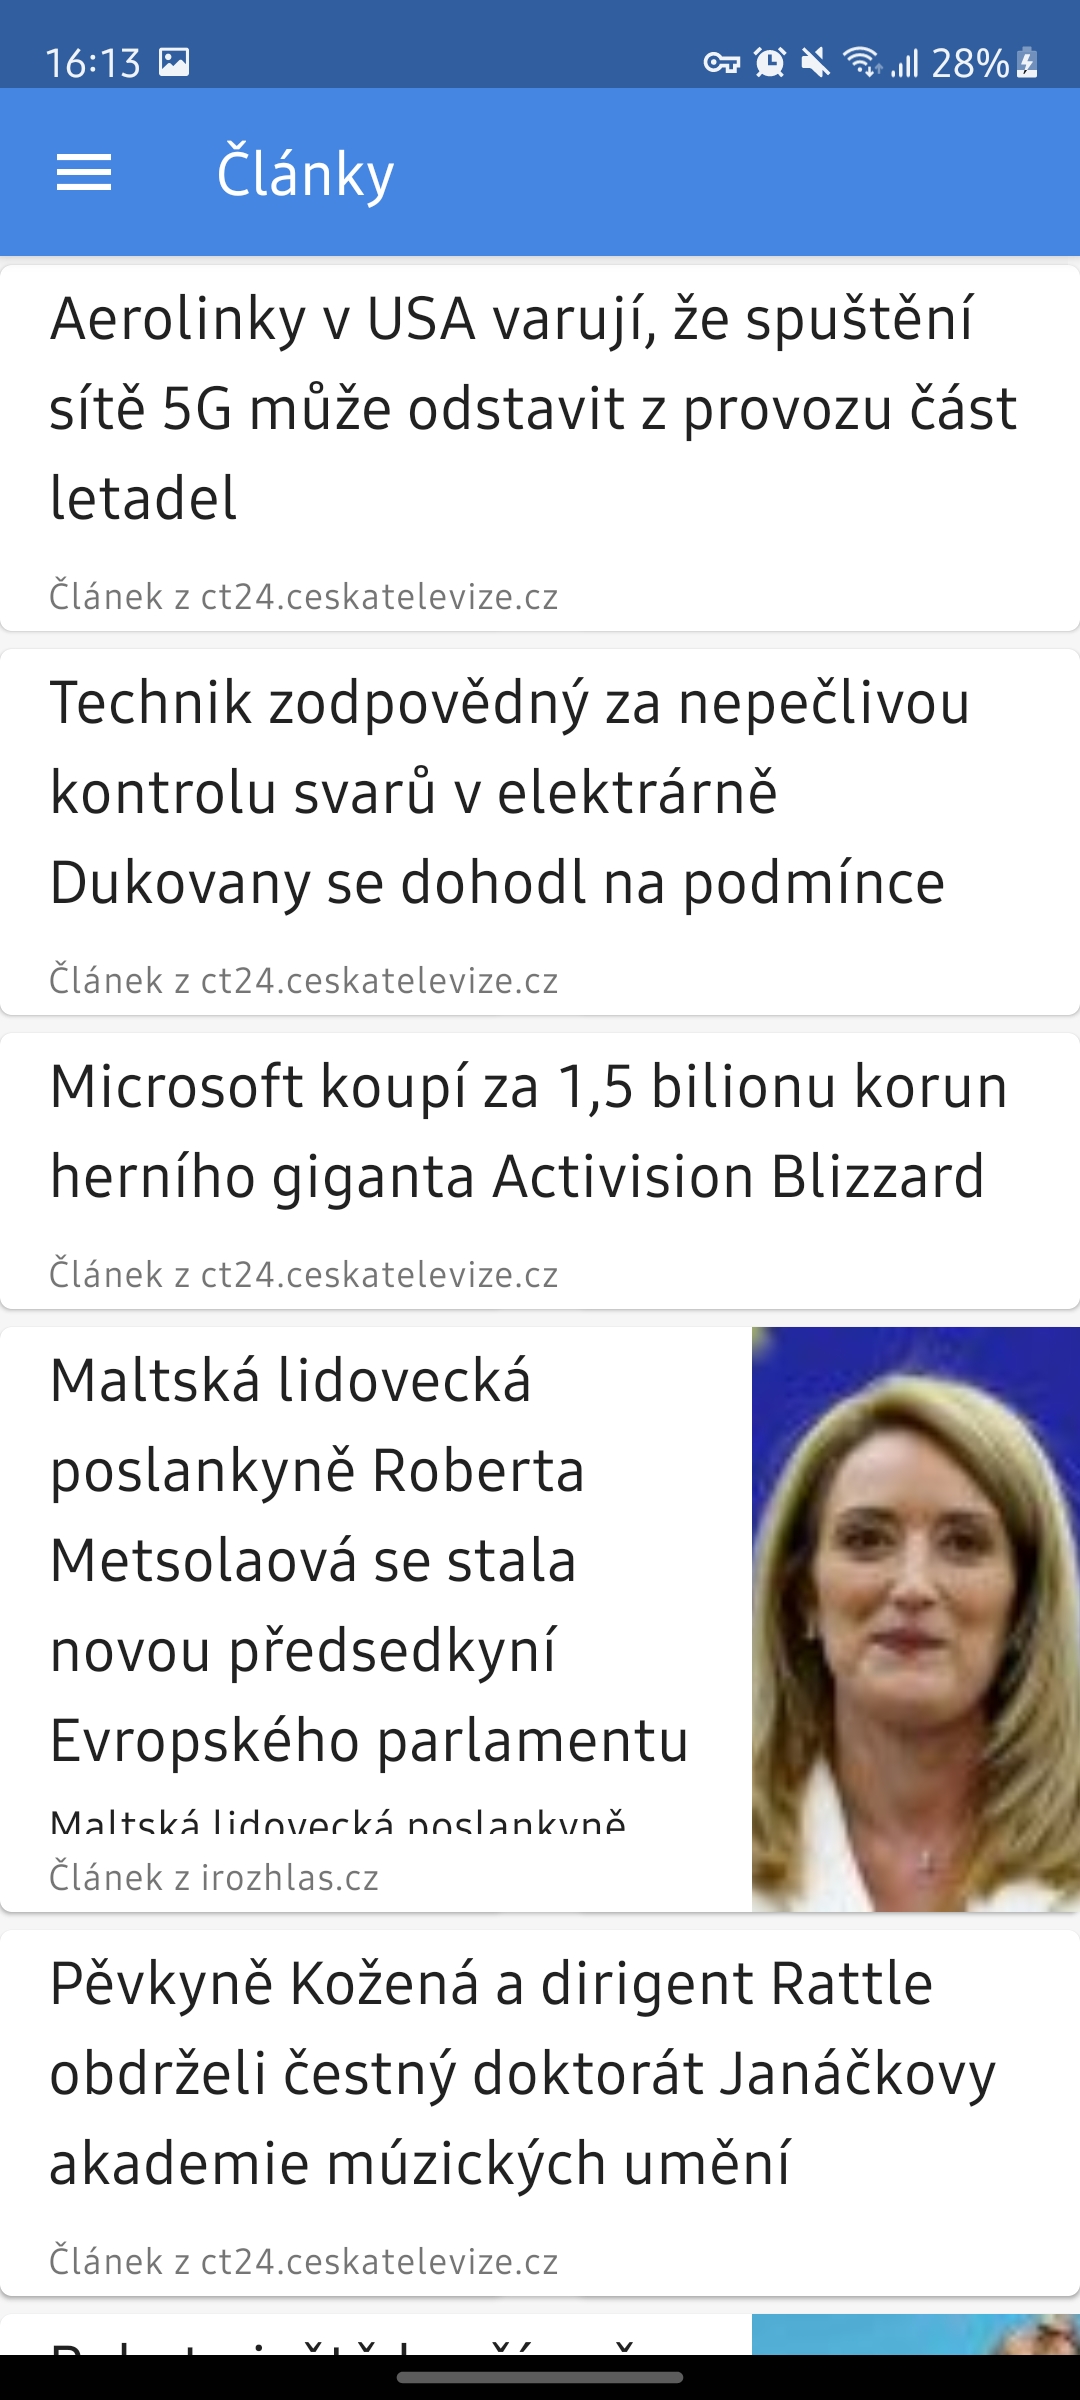 16:13 28%
Články
Aerolinky v USA varují, že spuštění
sítě 5G může odstavit z provozu část
letadel
Článek z ct24.ceskatelevize.cz
Technik zodpovědný za nepečlivou
kontrolu svarů v elektrárně
Dukovany se dohodl na podmínce
Článek z ct24.ceskatelevize.cz
Microsoft koupí za 1,5 bilionu korun
herního giganta Activision Blizzard
Článek z ct24.ceskatelevize.cz
Maltská lidovecká
poslankyně Roberta
Metsolaová se stala
novou předsedkyní
Evropského parlamentu
Maltská lidovecká poslankyně
Článek z irozhlas.cz
Pěvkyně Kožená a dirigent Rattle
obdrželi čestný doktorát Janáčkovy
akademie múzických umění
Článek z ct24.ceskatelevize.cz